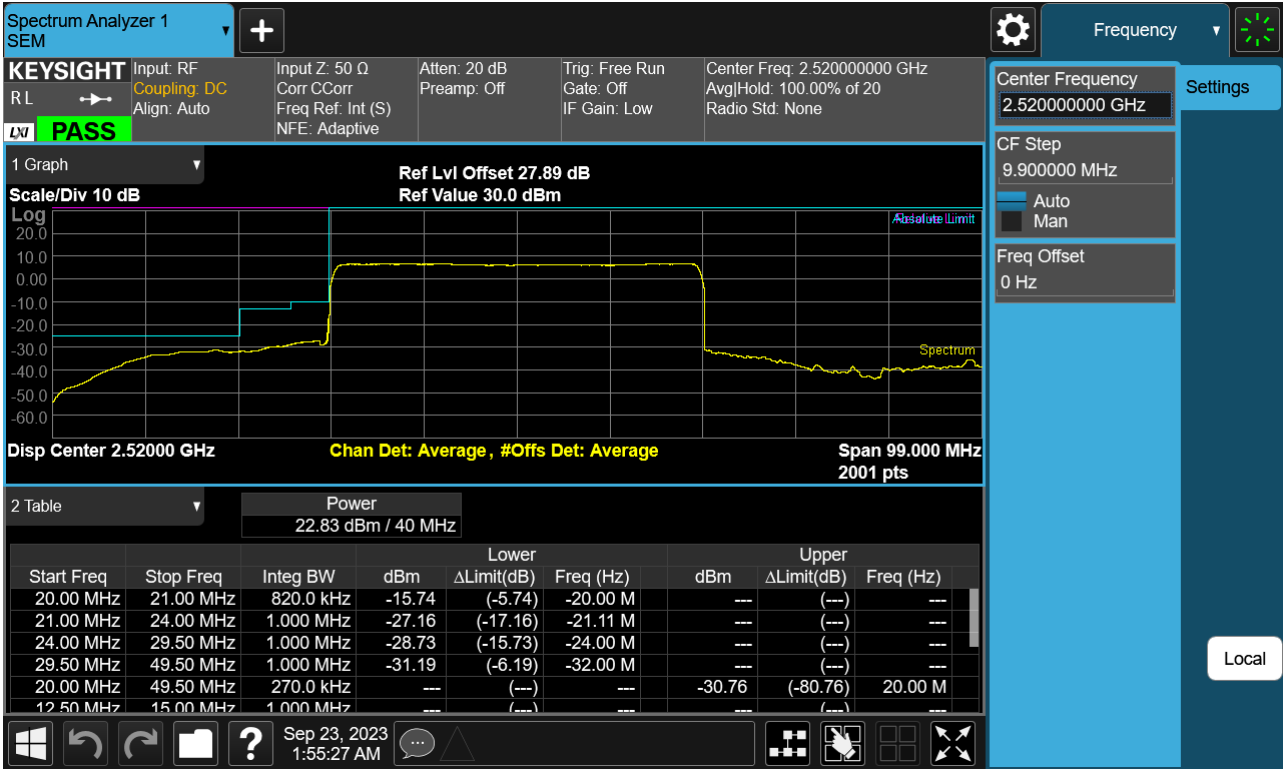 Spectrum Analyzer 1
SEM
Frequency
KEYSIGHT
R L
LXI PASS
Input: RF
Coupling: DC
Align: Auto
Input Z: 50 Ω
Corr CCorr
Freq Ref: Int (S)
NFE: Adaptive
Atten: 20 dB
Preamp: Off
Trig: Free Run
Gate: Off
IF Gain: Low
Center Freq: 2.520000000 GHz
Avg|Hold: 100.00% of 20
Radio Std: None
Center Frequency
2.520000000 GHz
Settings
CF Step
9.900000 MHz
Auto
Man
Freq Offset
0 Hz
1 Graph
Scale/Div 10 dB
Ref Lvl Offset 27.89 dB
Ref Value 30.0 dBm
Log
Absolute Limit
20.0
10.0
0.00
-10.0
-20.0
-30.0
-40.0
-50.0
-60.0
Spectrum
Disp Center 2.52000 GHz
Chan Det: Average , #Offs Det: Average
Span 99.000 MHz
2001 pts
2 Table
Power
22.83 dBm / 40 MHz
Lower Upper
Start Freq Stop Freq Integ BW dBm ΔLimit(dB) Freq (Hz) dBm ΔLimit(dB) Freq (Hz)
20.00 MHz 21.00 MHz 820.0 kHz -15.74 (-5.74) -20.00 M --- (---) ---
21.00 MHz 24.00 MHz 1.000 MHz -27.16 (-17.16) -21.11 M --- (---) ---
24.00 MHz 29.50 MHz 1.000 MHz -28.73 (-15.73) -24.00 M --- (---) ---
29.50 MHz 49.50 MHz 1.000 MHz -31.19 (-6.19) -32.00 M --- (---) ---
20.00 MHz 49.50 MHz 270.0 kHz --- (---) --- -30.76 (-80.76) 20.00 M
12.50 MHz 15.00 MHz 1.000 MHz --- (---) --- --- (---) ---
Local
Sep 23, 2023
1:55:27 AM